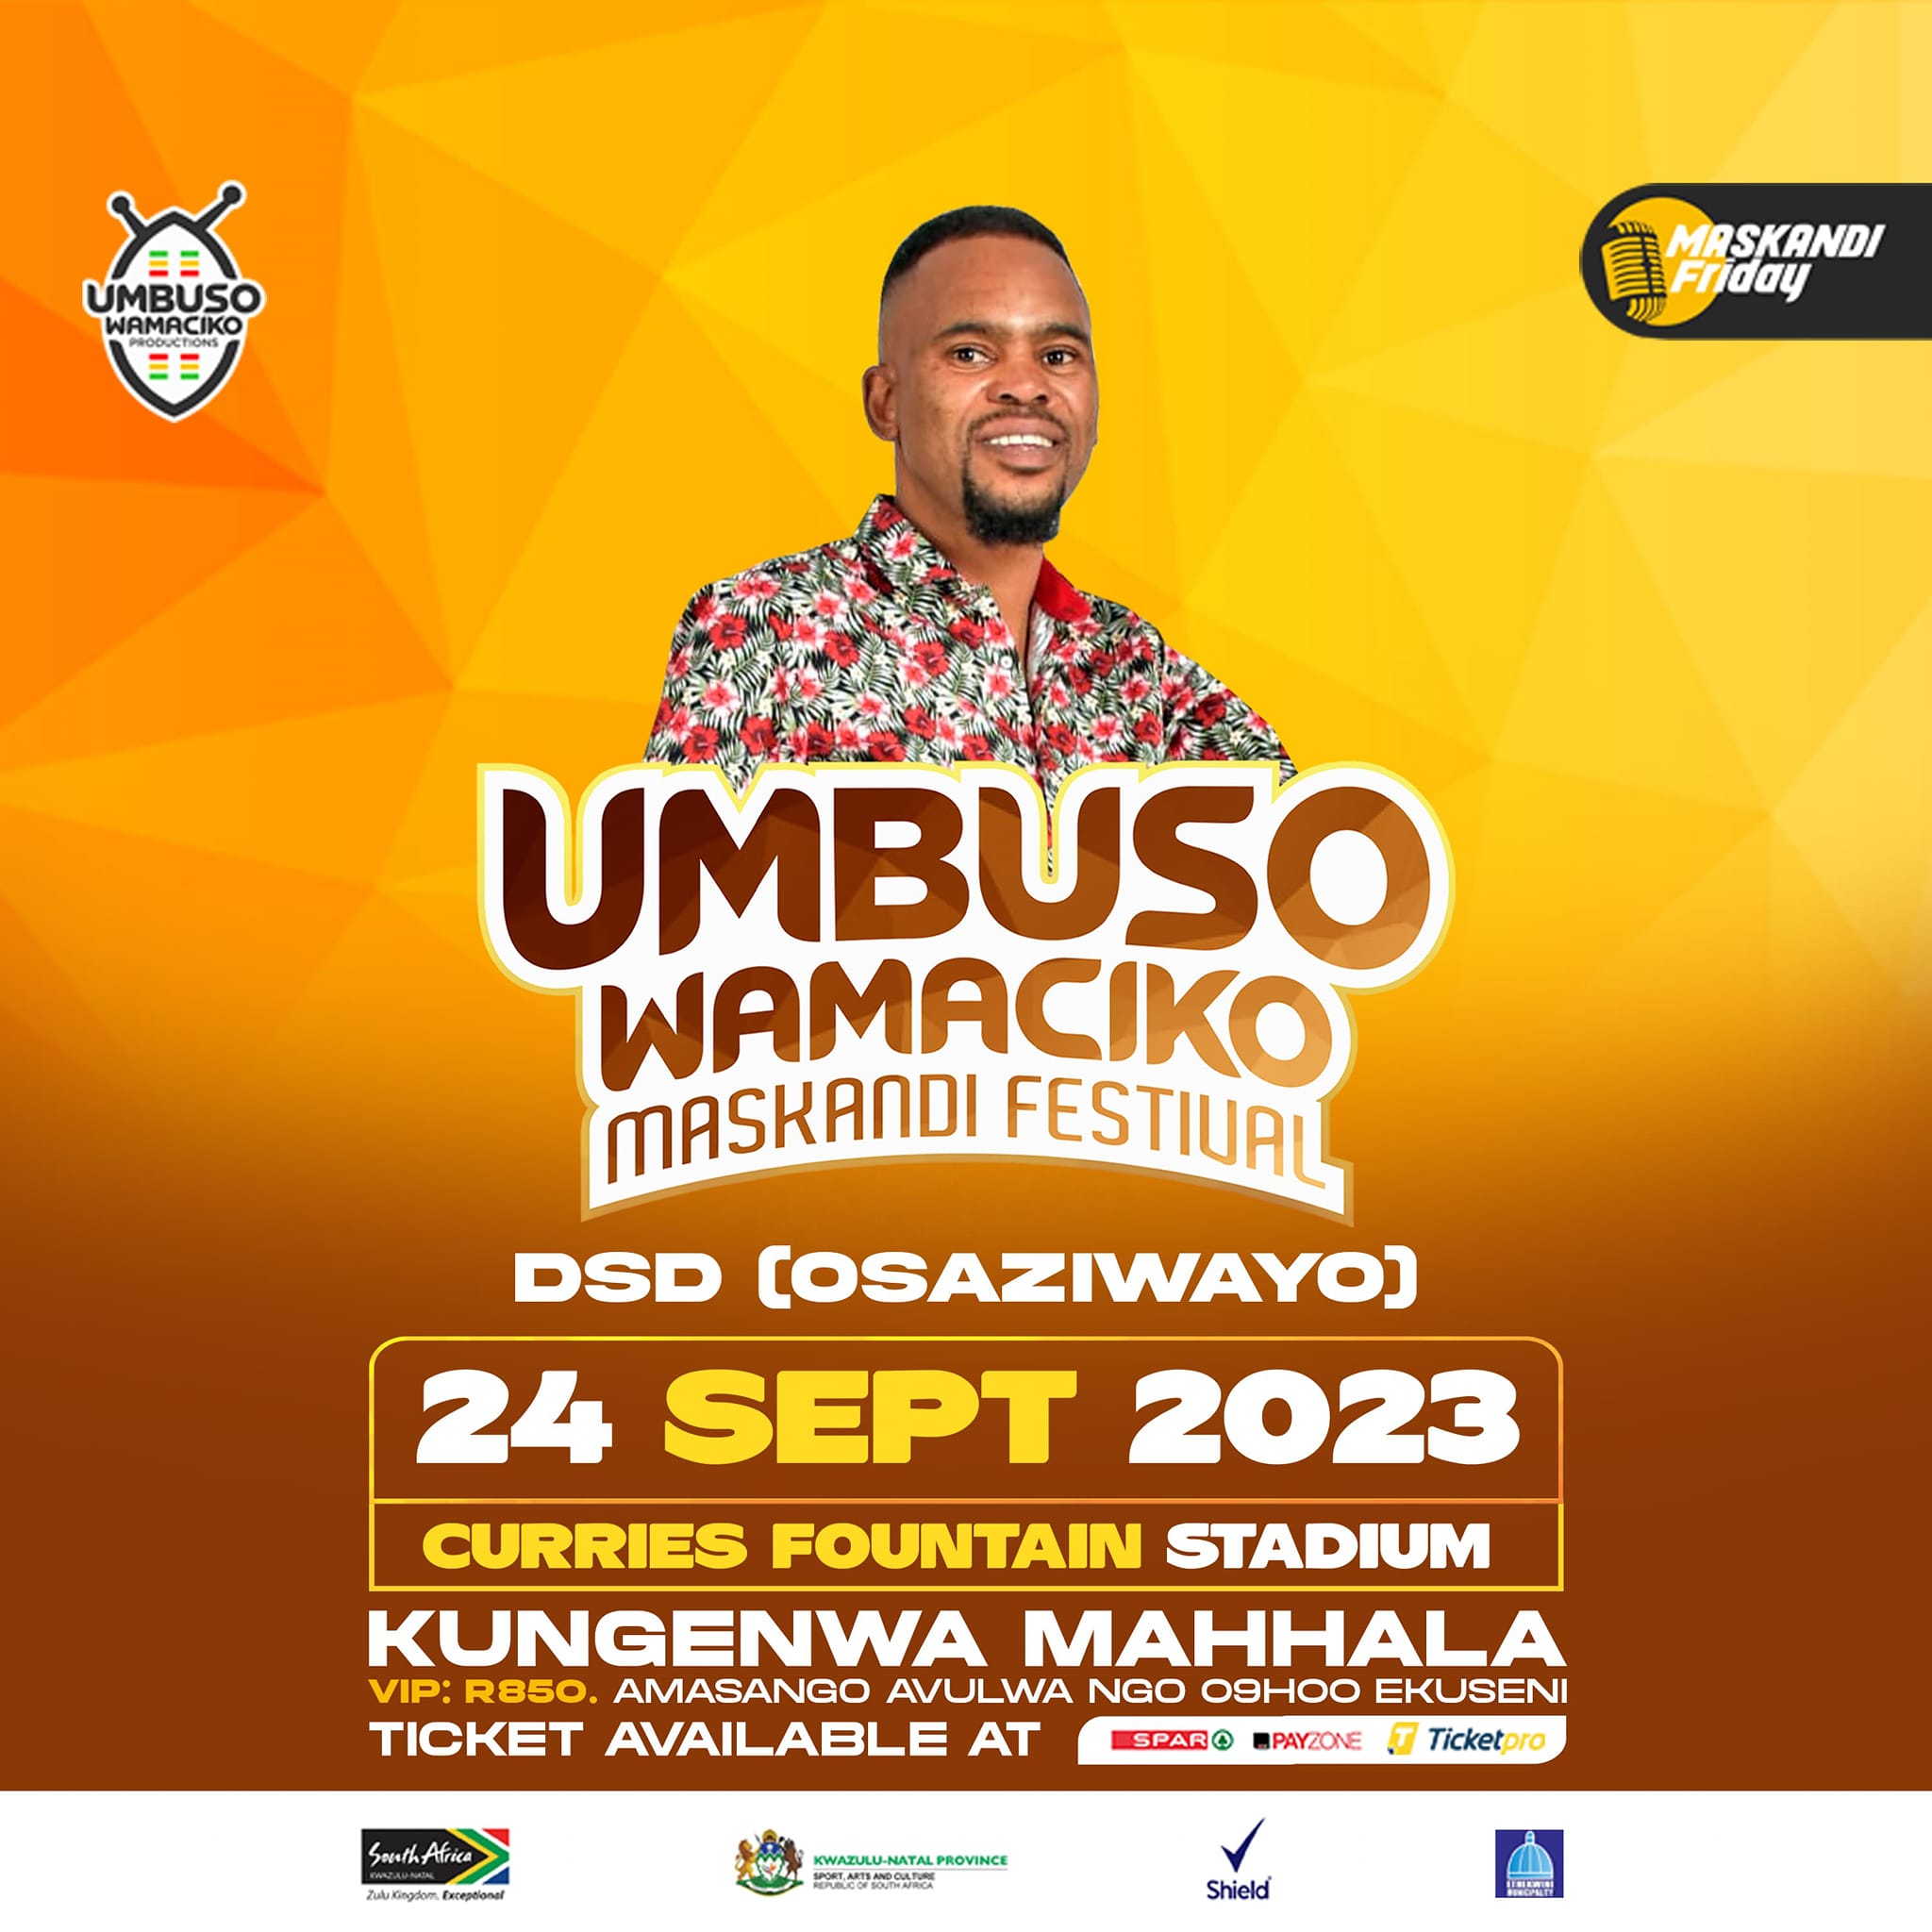 UMBUSO
WAMACIKO
PRODUCTIONS
MASKANDI
Friday
UMBUSO
WAMACIKO
MASKANDI FESTIVAL
DSD (OSAZIWAYO)
24 SEPT 2023
CURRIES FOUNTAIN STADIUM
KUNGENWA MAHHALA
VIP: R850. AMASANGO AVULWA NGO 09H00 EKUSENI
TICKET AVAILABLE AT SPAR PAYZONE Ticketpro
South Africa
KWAZULU-NATAL
Zulu Kingdom. Exceptional
KWAZULU-NATAL PROVINCE
SPORT, ARTS AND CULTURE
REPUBLIC OF SOUTH AFRICA
Shield
ETHEKWINI
MUNICIPALITY